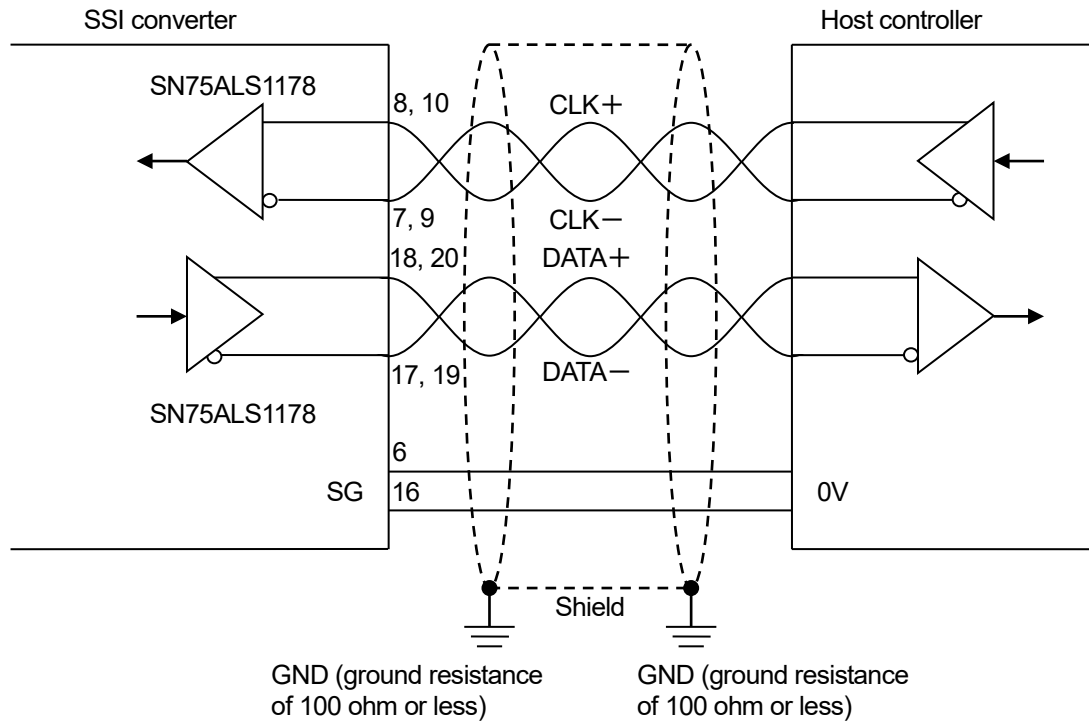 SSI converter
Host controller
SN75ALS1178
8, 10
CLK+
7, 9
CLK−
18, 20
DATA+
17, 19
DATA−
SN75ALS1178
6
SG
16
0V
Shield
GND (ground resistance
of 100 ohm or less)
GND (ground resistance
of 100 ohm or less)